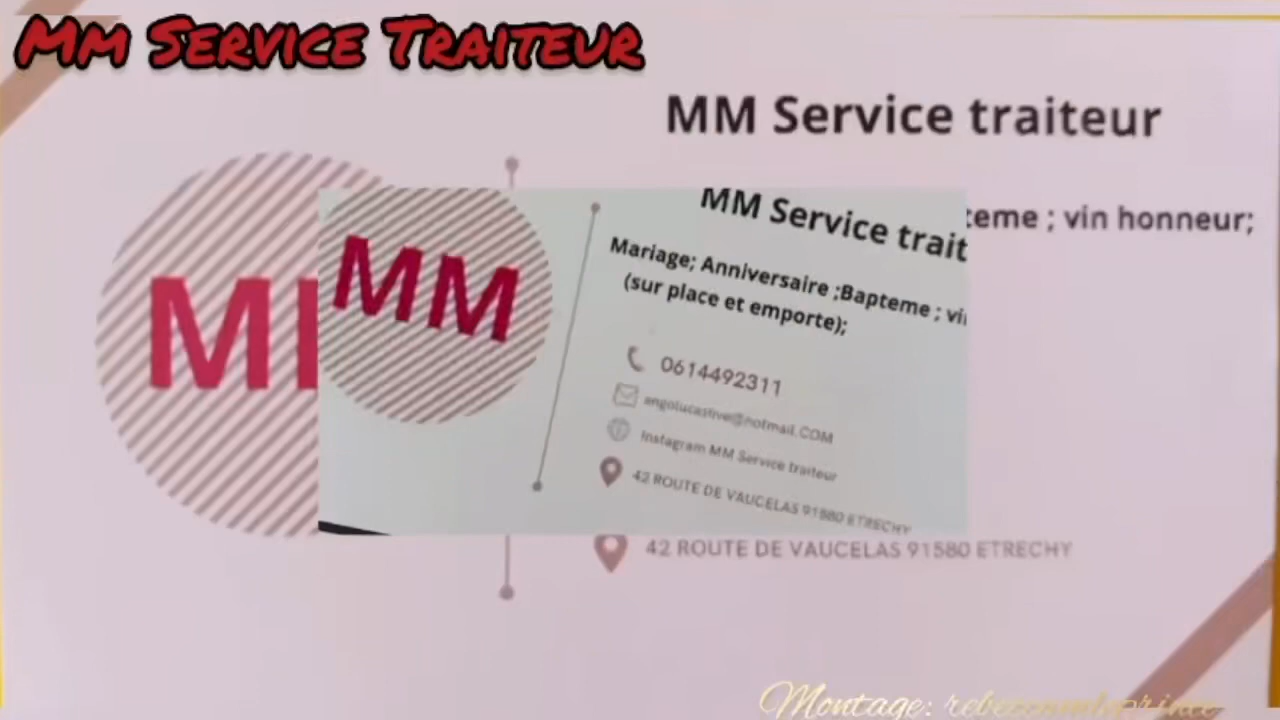 Mm Service Traiteur
MM Service traiteur
teme ; vin honneur;
MM
MM Service trait
Mariage; Anniversaire ;Bapteme ; vi
(sur place et emporte);
0614492311
Instagram MM Service traiteur
42 ROUTE DE VAUCELAS 91580 ETRECHY
42 ROUTE DE VAUCELAS 91580 ETRECHY
Montage: